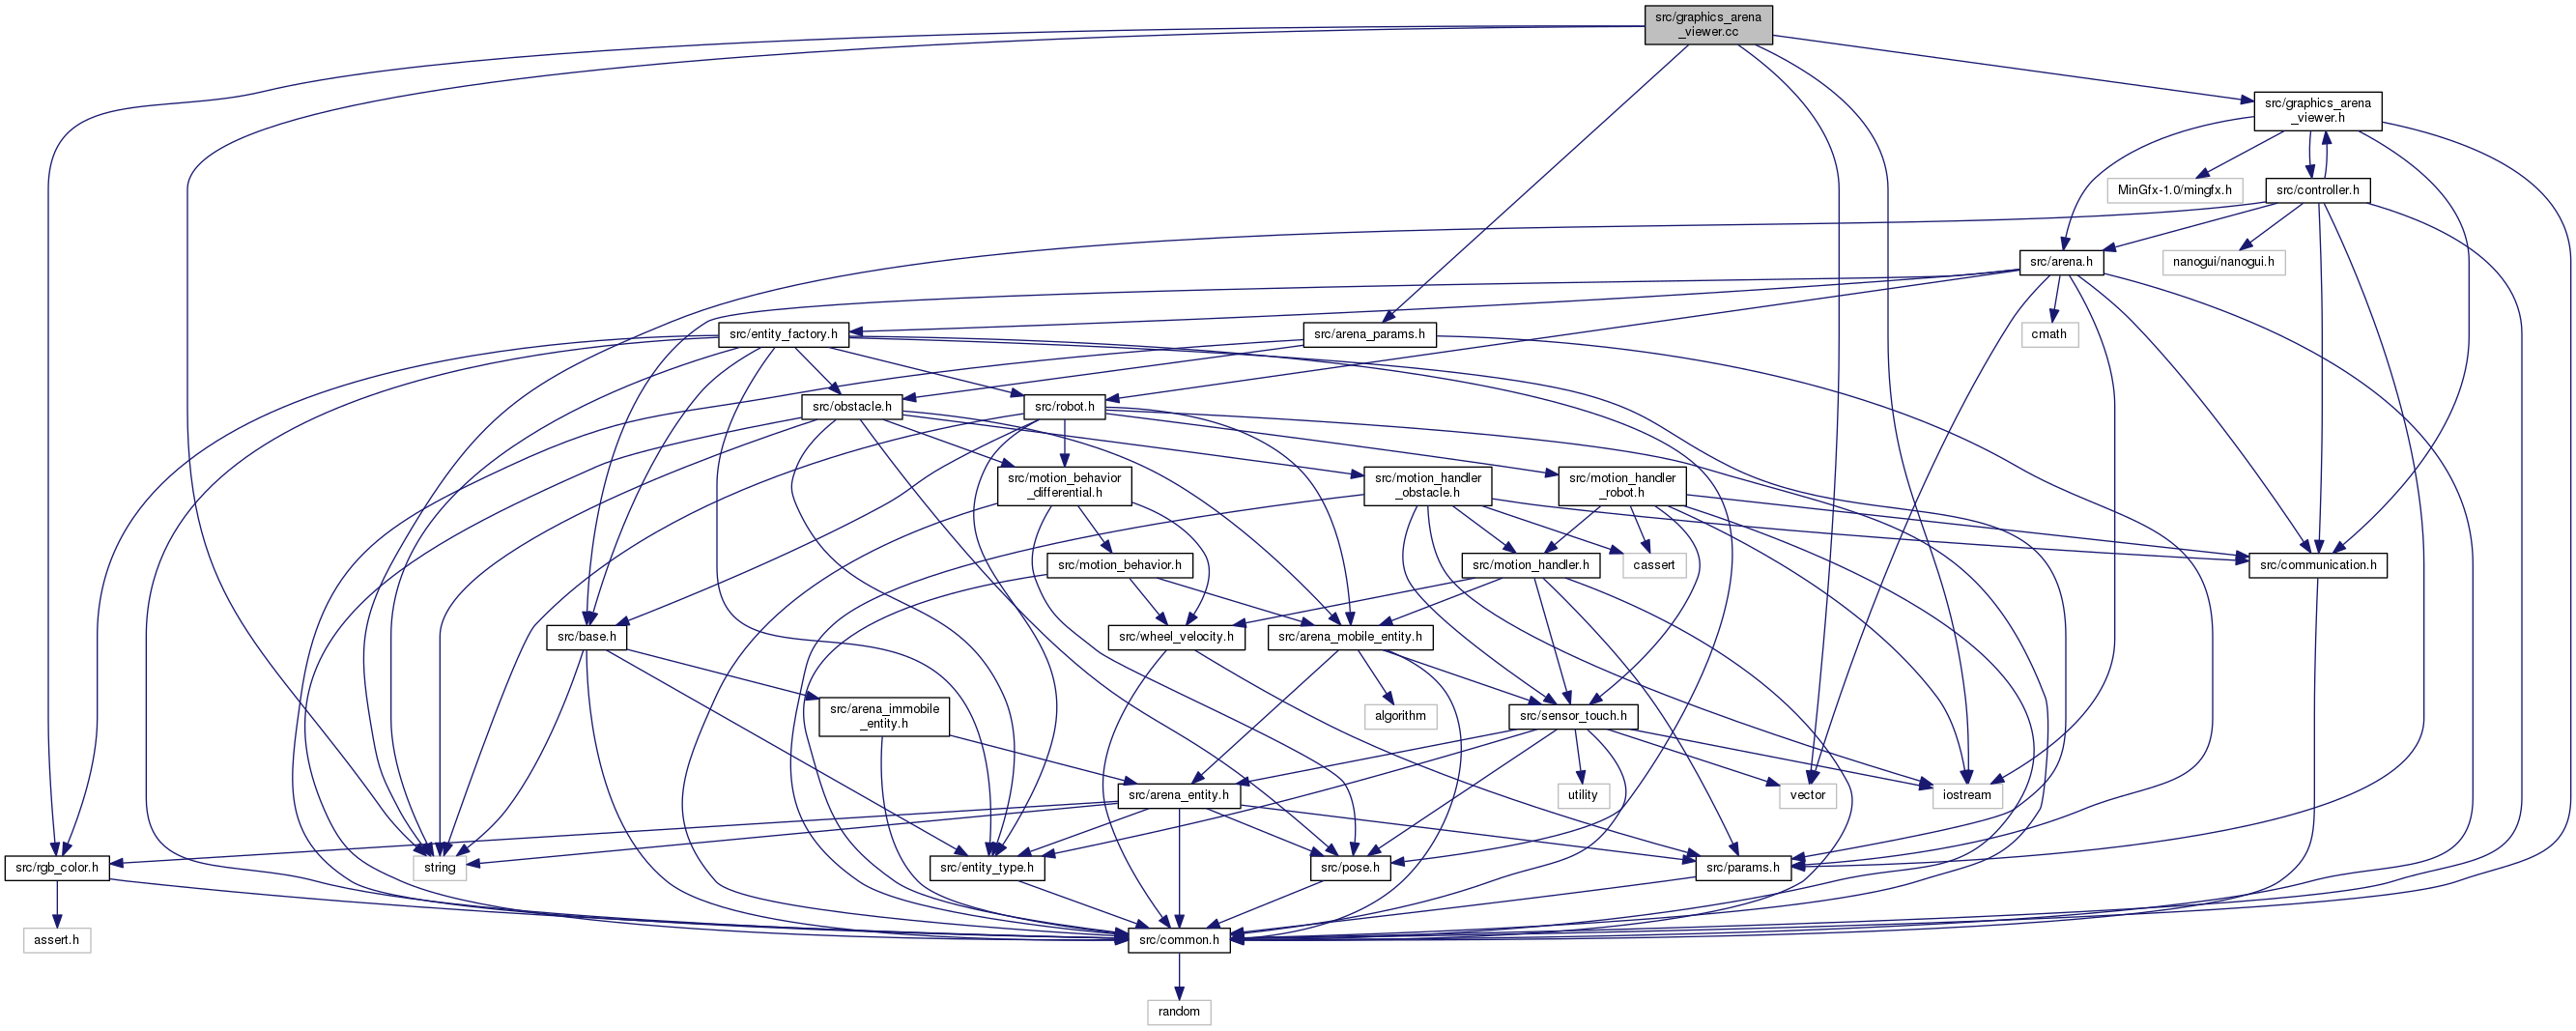 src/graphics_arena
_viewer.cc
src/graphics_arena
_viewer.h
MinGfx-1.0/mingfx.h
src/controller.h
src/arena.h
nanogui/nanogui.h
src/entity_factory.h
src/arena_params.h
cmath
src/obstacle.h
src/robot.h
src/motion_behavior
_differential.h
src/motion_handler
_obstacle.h
src/motion_handler
_robot.h
src/motion_behavior.h
src/motion_handler.h
cassert
src/communication.h
src/base.h
src/wheel_velocity.h
src/arena_mobile_entity.h
src/arena_immobile
_entity.h
algorithm
src/sensor_touch.h
src/arena_entity.h
utility
vector
iostream
src/rgb_color.h
string
src/entity_type.h
src/pose.h
src/params.h
assert.h
src/common.h
random